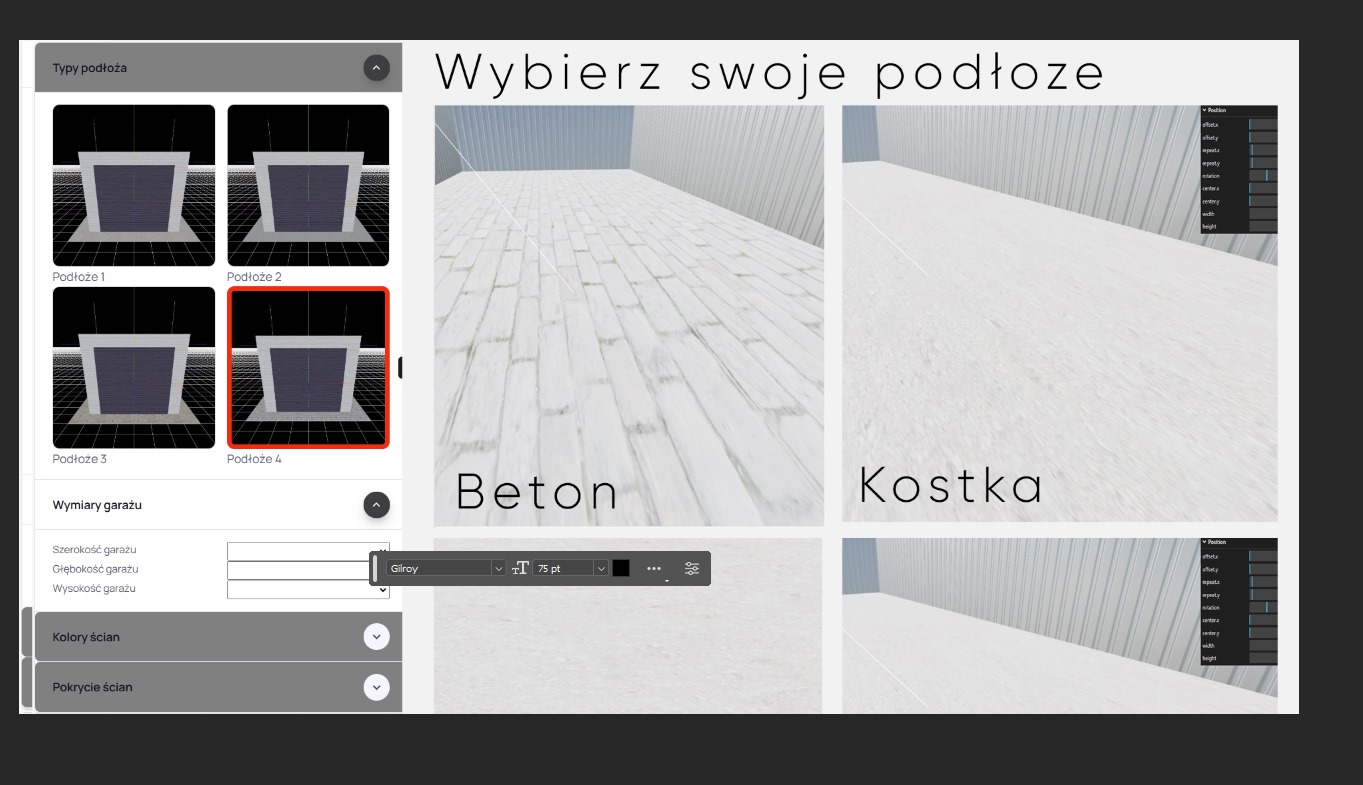 Typy podłoża
Podłoże 1
Podłoże 2
Podłoże 3
Podłoże 4
Wymiary garażu
Szerokość garażu
Głębokość garażu
Wysokość garażu
Kolory ścian
Pokrycie ścian
Wybierz swoje podłoze
Beton
Kostka
Position
offset.x
offset.y
repeat.x
repeat.y
rotation
center.x
center.y
width
height
Gilroy
75 pt
Position
offset.x
offset.y
repeat.x
repeat.y
rotation
center.x
center.y
width
height